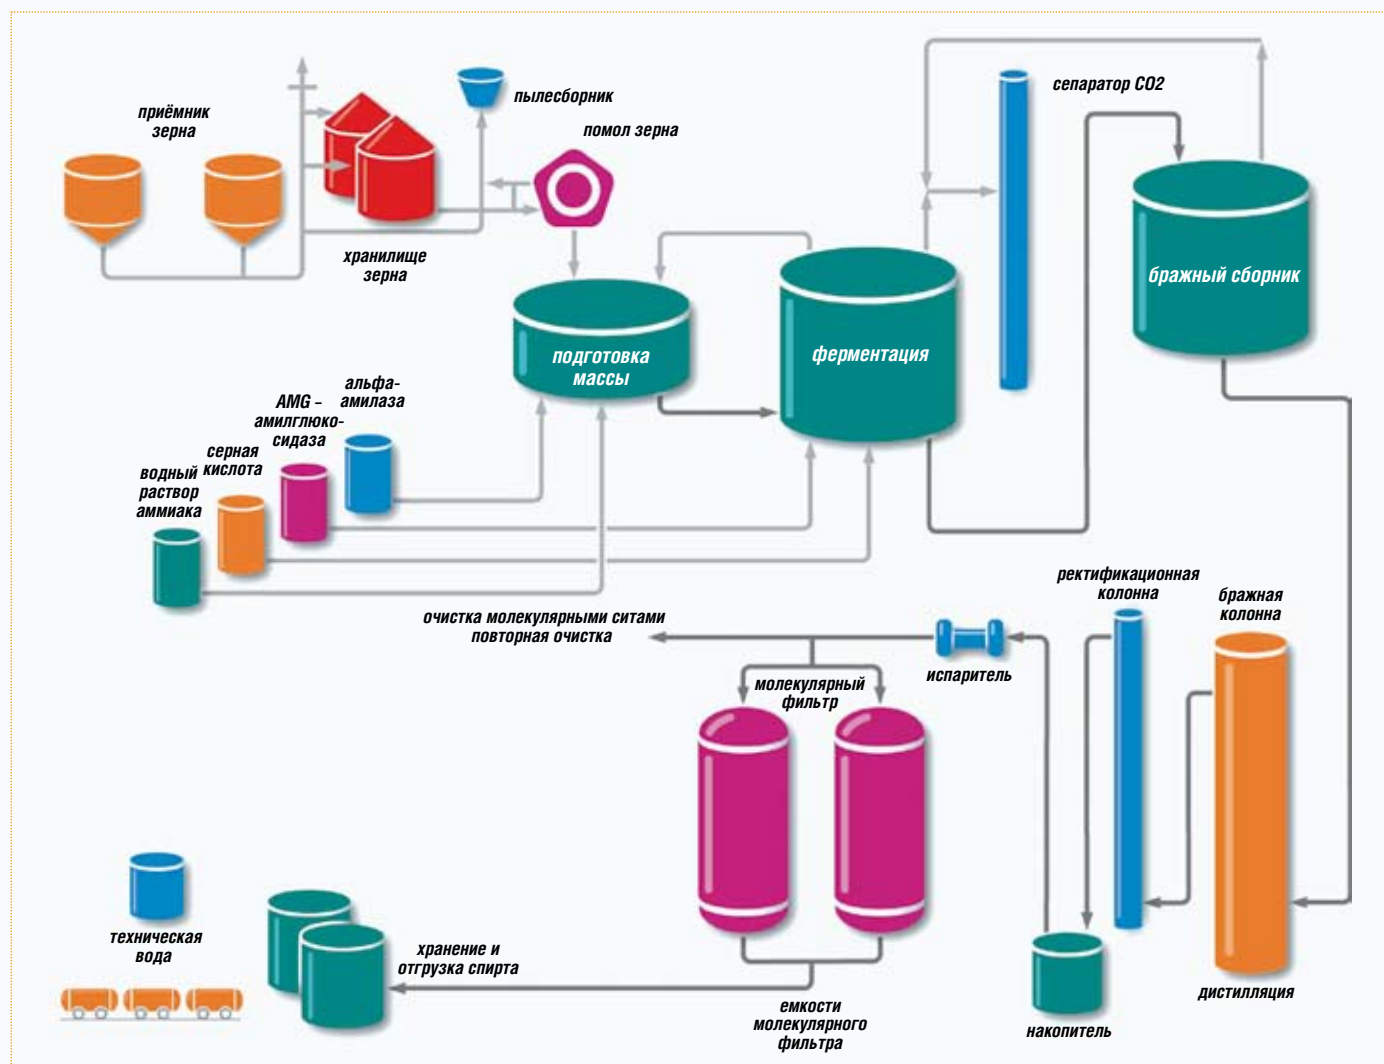 приёмник
зерна
пылесборник
помол зерна
сепаратор СО2
хранилище
зерна
бражный сборник
подготовка
массы
ферментация
альфа-
амилаза
AMG –
амилглюко-
сидаза
серная
кислота
водный
раствор
аммиака
очистка молекулярными ситами
повторная очистка
молекулярный
фильтр
испаритель
ректификационная
колонна
бражная
колонна
техническая
вода
хранение и
отгрузка спирта
емкости
молекулярного
фильтра
накопитель
дистилляция